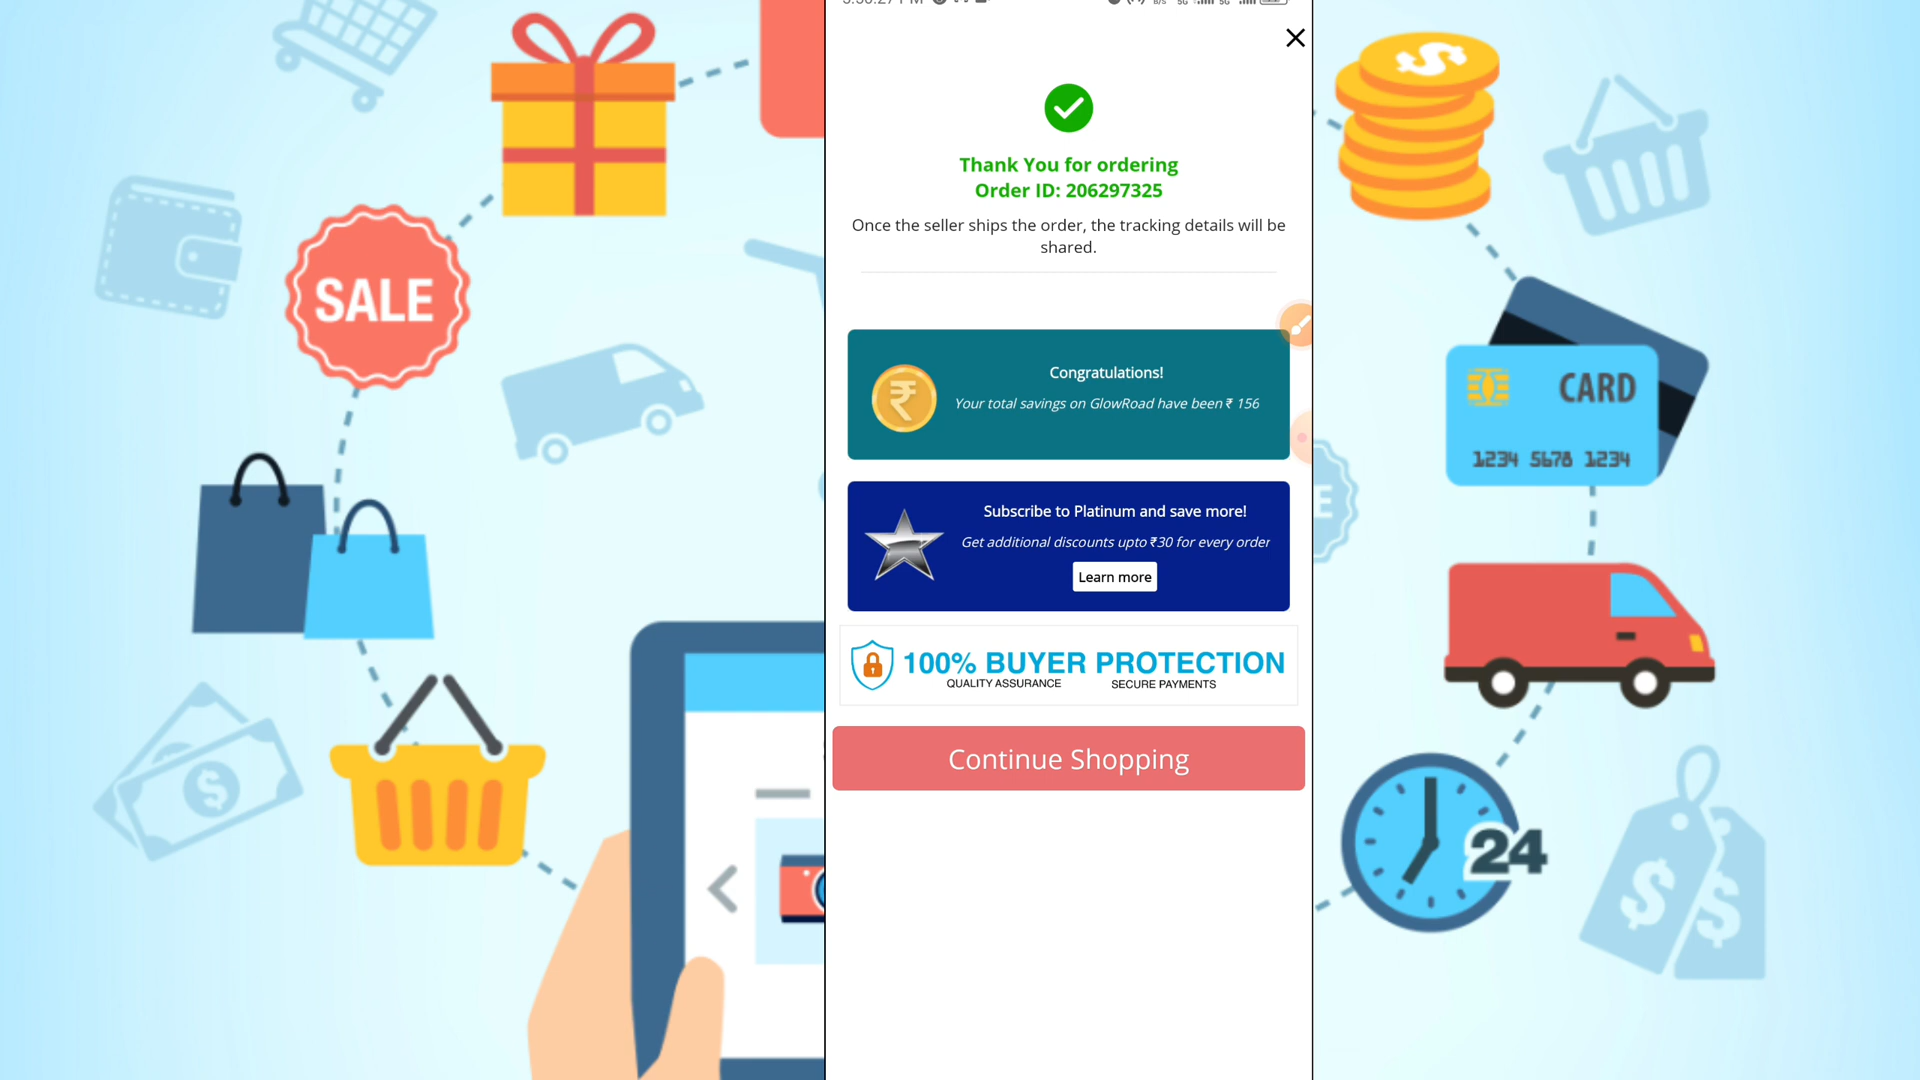 Thank You for ordering
Order ID: 206297325
Once the seller ships the order, the tracking details will be
shared.
Congratulations!
Your total savings on GlowRoad have been ₹ 156
Subscribe to Platinum and save more!
Get additional discounts upto ₹30 for every order
Learn more
100% BUYER PROTECTION
QUALITY ASSURANCE SECURE PAYMENTS
Continue Shopping
SALE
$
$
CARD
1234 5678 1234
24
$ $